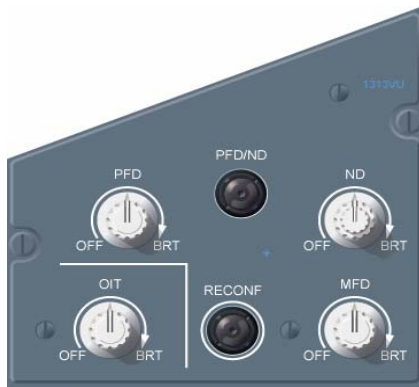 1313VU
PFD/ND
PFD
ND
OFF BRT
OFF BRT
OIT
RECONF
MFD
OFF BRT
OFF BRT